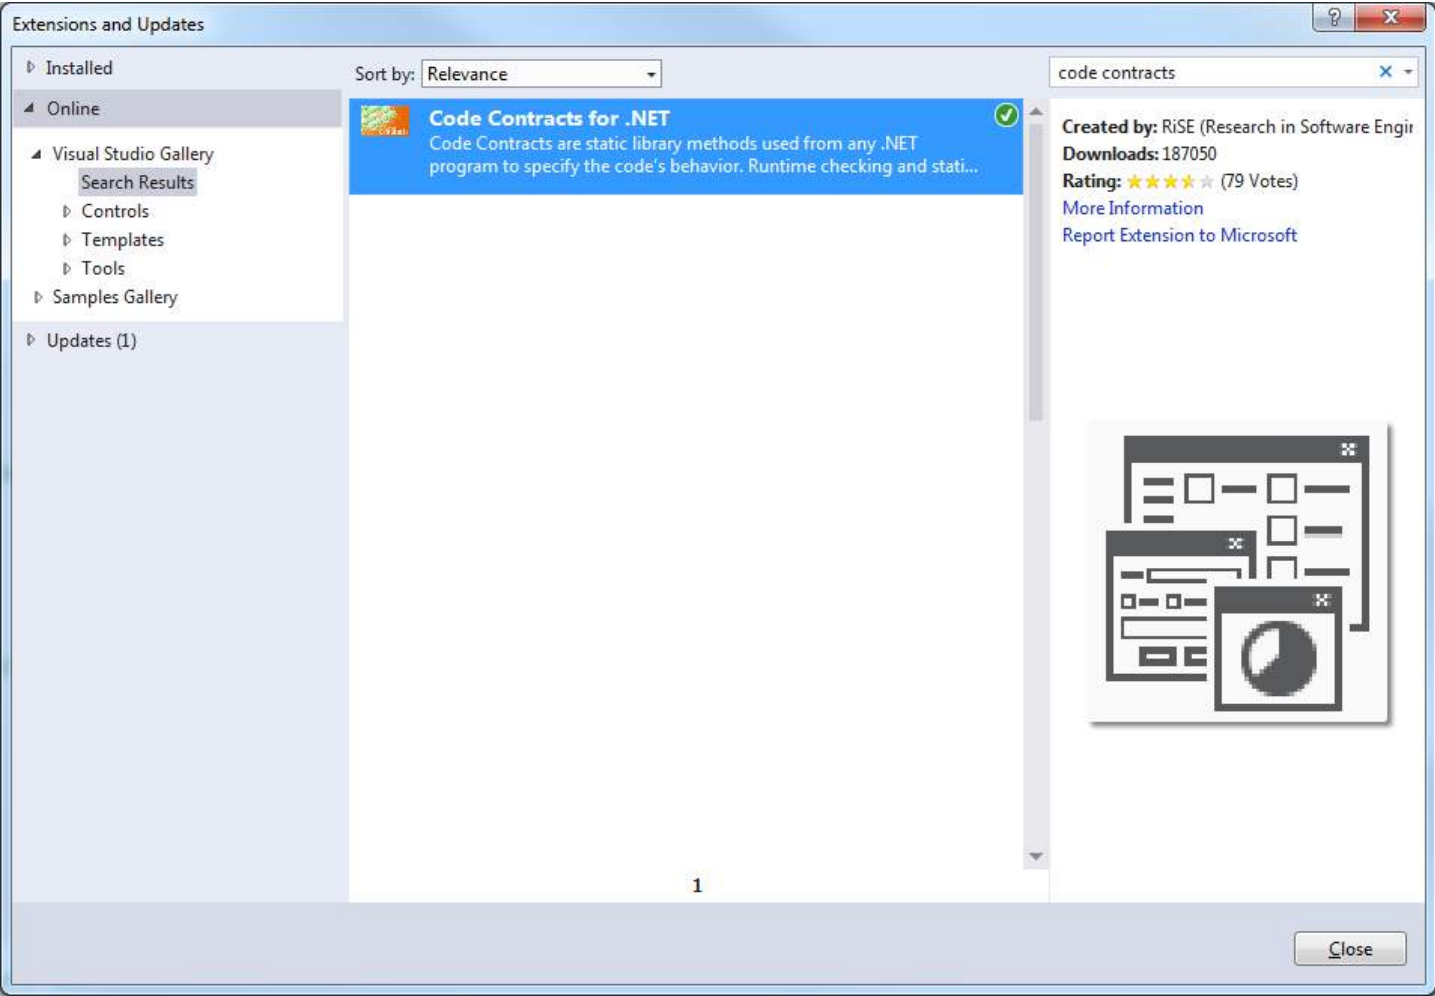 Extensions and Updates
Installed
Online
Visual Studio Gallery
Search Results
Controls
Templates
Tools
Samples Gallery
Updates (1)
Sort by: Relevance
Code Contracts for .NET
Code Contracts are static library methods used from any .NET
program to specify the code's behavior. Runtime checking and stati...
1
code contracts
Created by: RiSE (Research in Software Engir
Downloads: 187050
Rating: (79 Votes)
More Information
Report Extension to Microsoft
Close